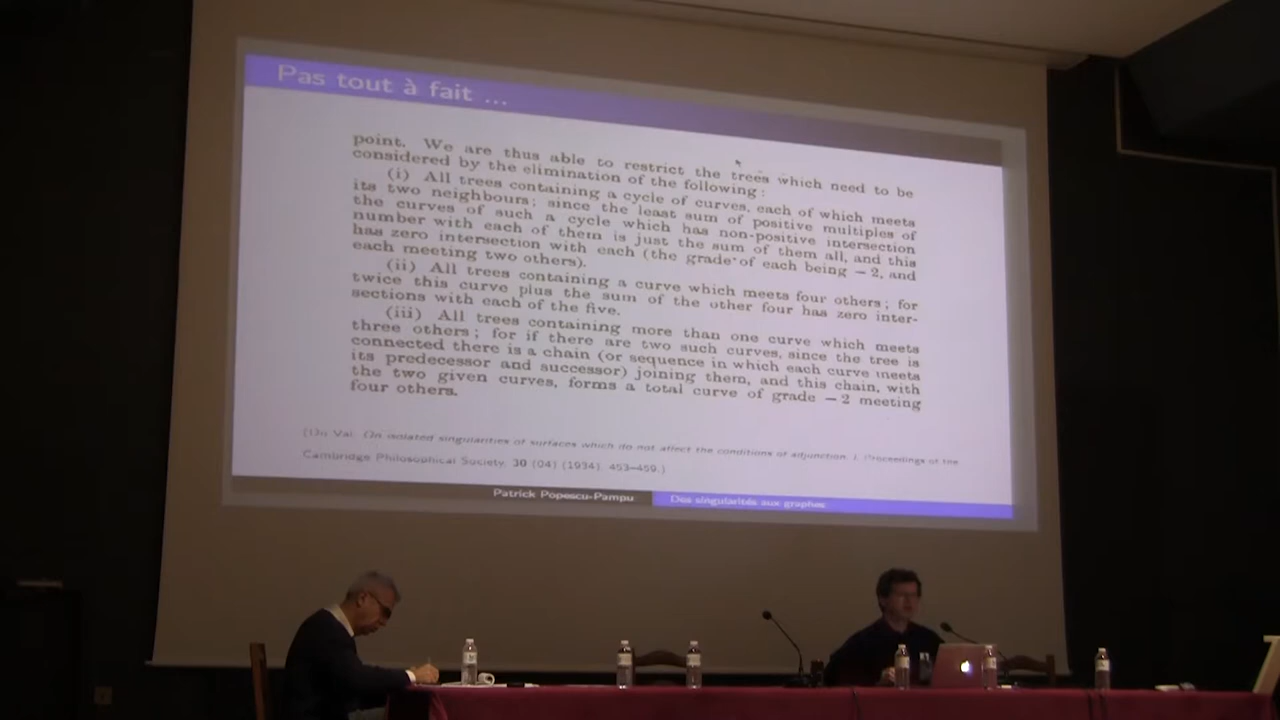 Pas tout à fait ...
point. We are thus able to restrict the trees which need to be
considered by the elimination of the following :
(i) All trees containing a cycle of curves, each of which meets
its two neighbours; since the least sum of positive multiples of
the curves of such a cycle which has non-positive intersection
number with each of them is just the sum of them all, and this
has zero intersection with each (the grade of each being – 2, and
each meeting two others).
(ii) All trees containing a curve which meets four others; for
twice this curve plus the sum of the other four has zero inter-
sections with each of the five.
(iii) All trees containing more than one curve which meets
three others; for if there are two such curves, since the tree is
connected there is a chain (or sequence in which each curve meets
its predecessor and successor) joining them, and this chain, with
the two given curves, forms a total curve of grade – 2 meeting
four others.
(Du Val. On isolated singularities of surfaces which do not affect the conditions of adjunction. I. Proceedings of the
Cambridge Philosophical Society. 30 (04) (1934). 453–459.)
Patrick Popescu-Pampu
Des singularités aux graphes